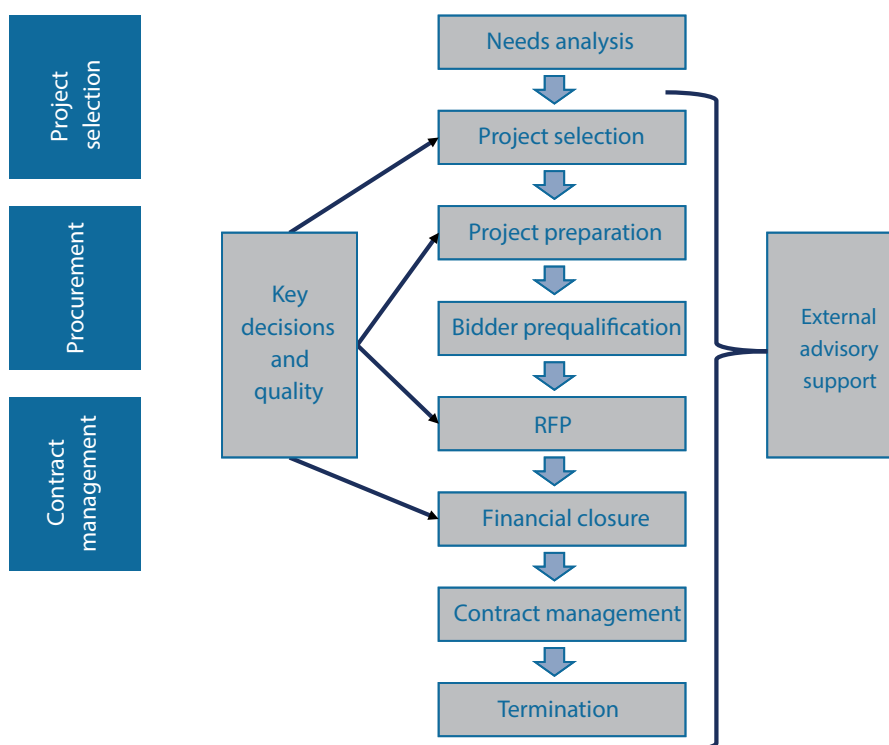 Project
selection
Procurement
Contract
management
Key
decisions
and
quality
Needs analysis
Project selection
Project preparation
Bidder prequalification
RFP
Financial closure
Contract management
Termination
External
advisory
support